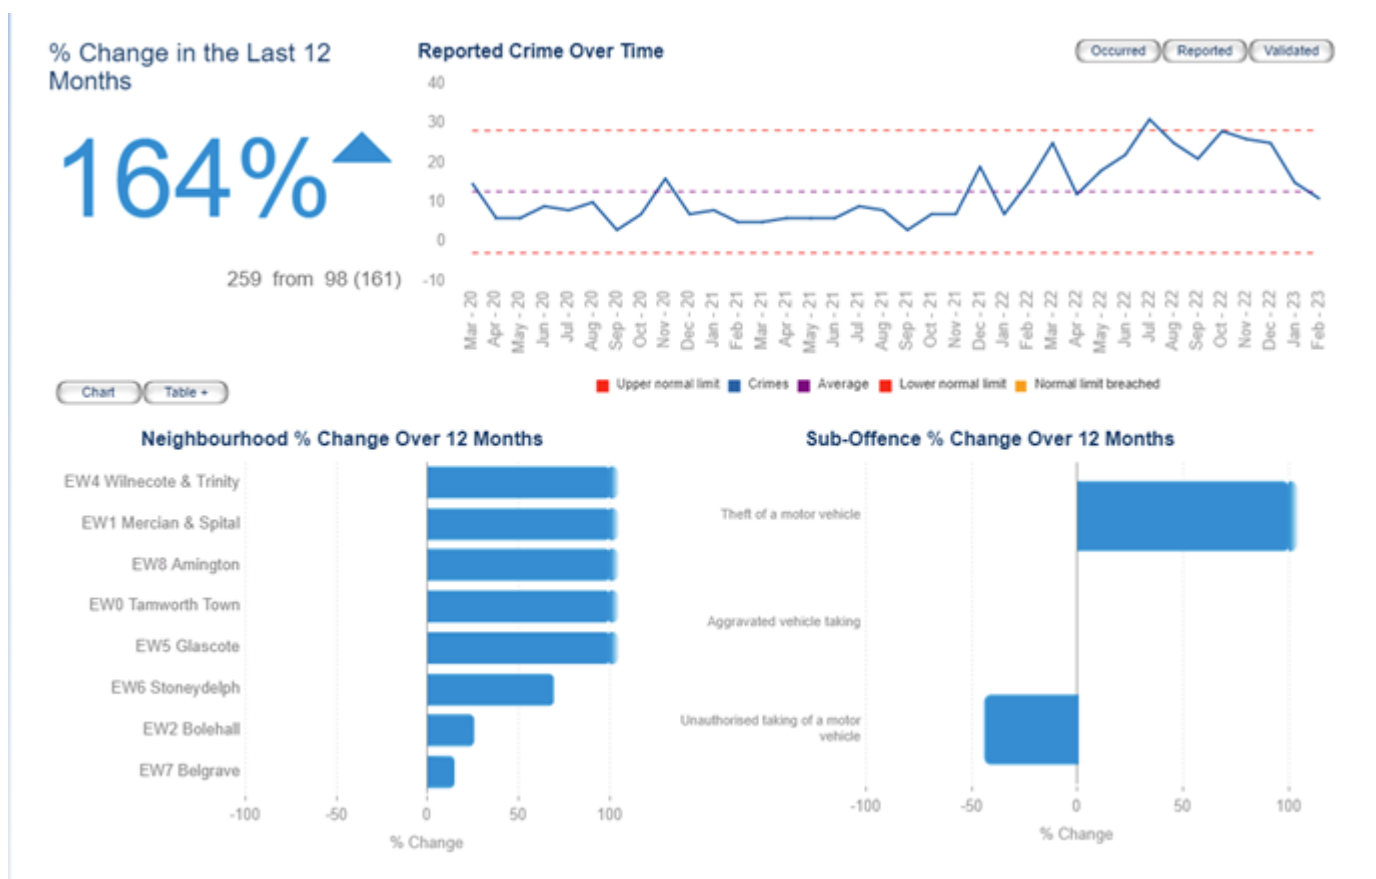 % Change in the Last 12
Months
164%
259 from 98 (161)
Reported Crime Over Time
Occurred Reported Validated
40
30
20
10
0
-10
Mar - 20
Apr - 20
May - 20
Jun - 20
Jul - 20
Aug - 20
Sep - 20
Oct - 20
Nov - 20
Dec - 20
Jan - 21
Feb - 21
Mar - 21
Apr - 21
May - 21
Jun - 21
Jul - 21
Aug - 21
Sep - 21
Oct - 21
Nov - 21
Dec - 21
Jan - 22
Feb - 22
Mar - 22
Apr - 22
May - 22
Jun - 22
Jul - 22
Aug - 22
Sep - 22
Oct - 22
Nov - 22
Dec - 22
Jan - 23
Feb - 23
Upper normal limit Crimes Average Lower normal limit Normal limit breached
Chart Table +
Neighbourhood % Change Over 12 Months
EW4 Wilnecote & Trinity
EW1 Mercian & Spital
EW8 Amington
EW0 Tamworth Town
EW5 Glascote
EW6 Stoneydelph
EW2 Bolehall
EW7 Belgrave
-100 -50 0 50 100
% Change
Sub-Offence % Change Over 12 Months
Theft of a motor vehicle
Aggravated vehicle taking
Unauthorised taking of a motor
vehicle
-100 -50 0 50 100
% Change